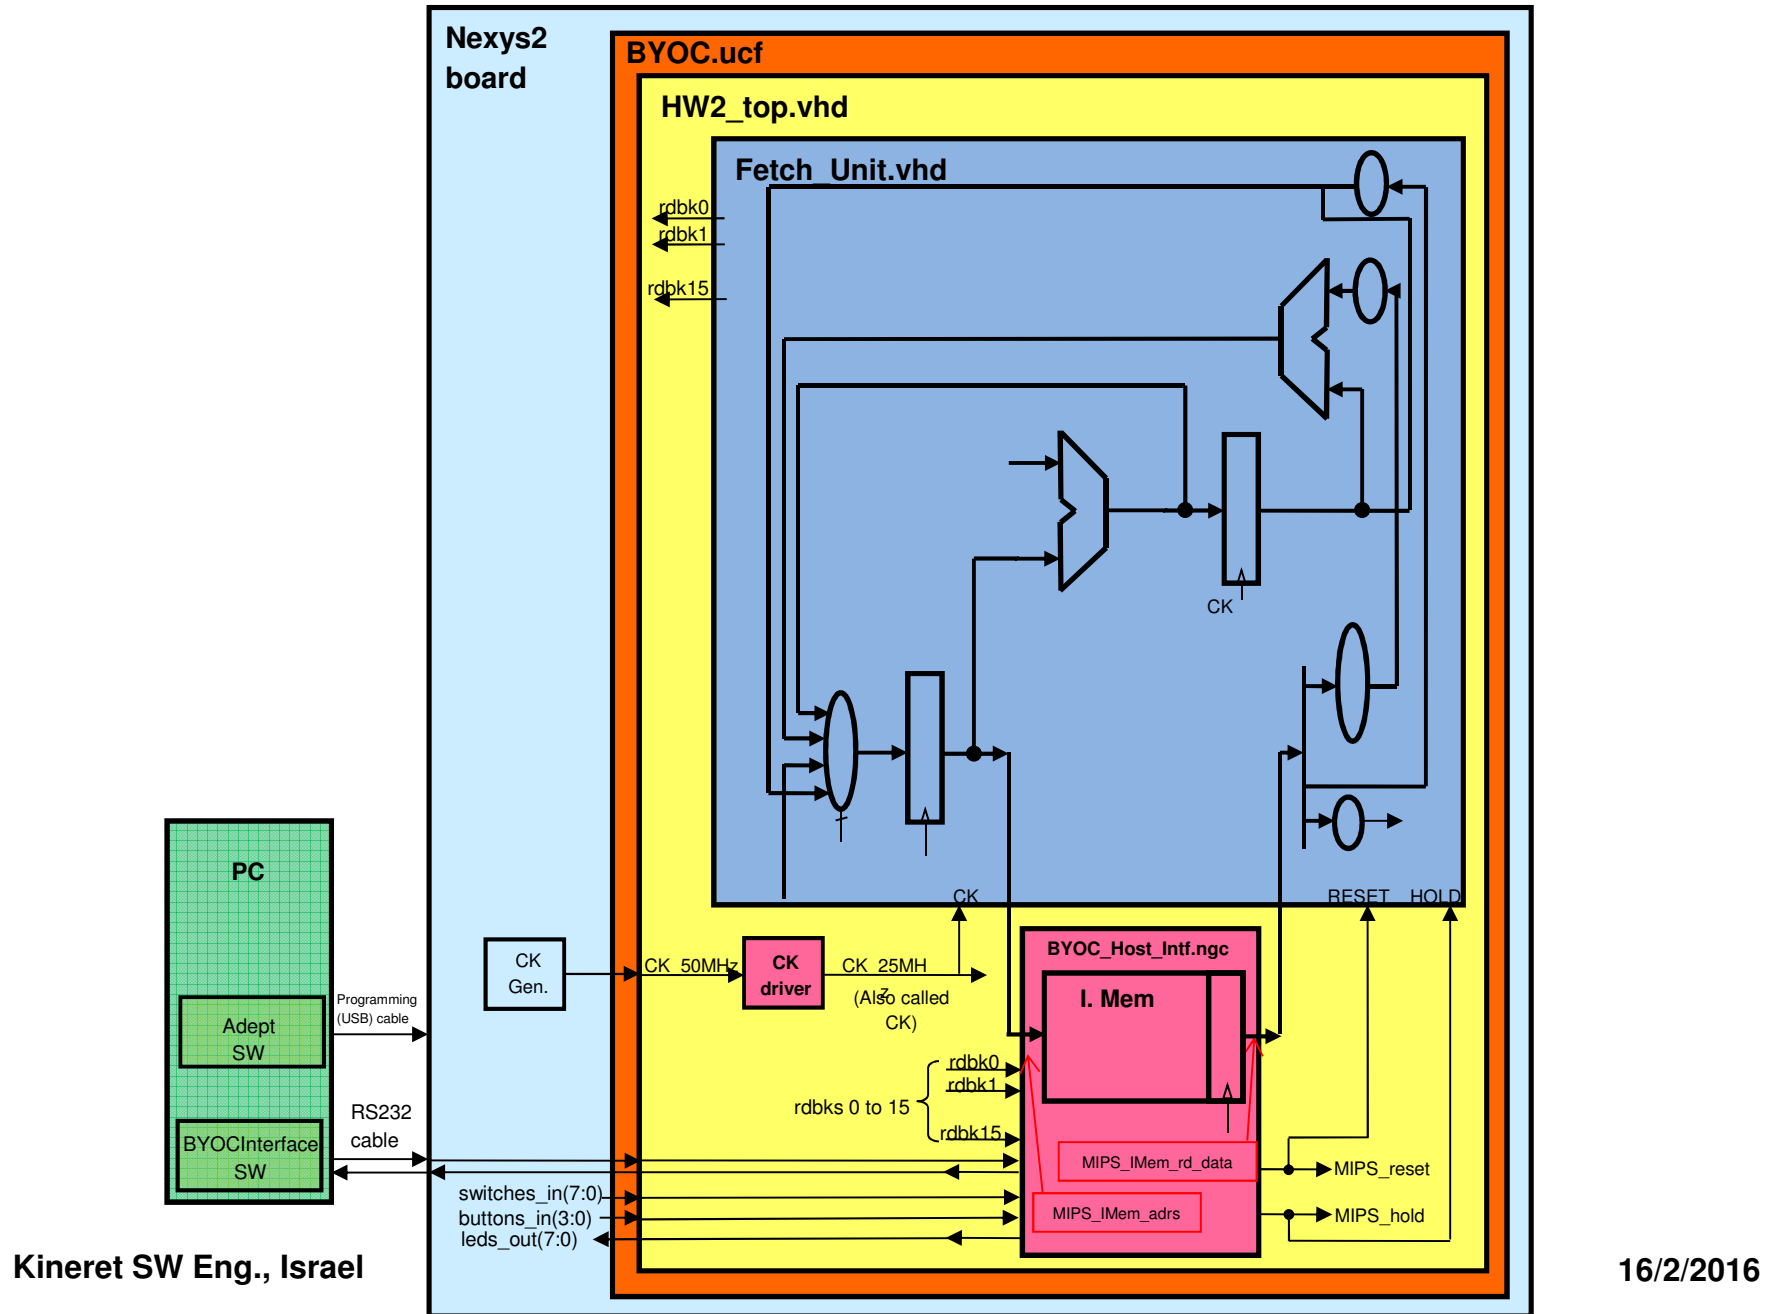 Nexys2
board
BYOC.ucf
HW2_top.vhd
Fetch_Unit.vhd
rdbk0
rdbk1
rdbk15
CK
CK
RESET
HOLD
PC
Adept
SW
BYOCInterface
SW
Programming
(USB) cable
RS232
cable
CK
Gen.
CK_50MHz
CK
driver
CK_25MH
z
(Also called
CK)
BYOC_Host_Intf.ngc
I. Mem
rdbk0
rdbk1
rdbks 0 to 15
rdbk15
MIPS_IMem_rd_data
MIPS_IMem_adrs
MIPS_reset
MIPS_hold
switches_in(7:0)
buttons_in(3:0)
leds_out(7:0)
Kineret SW Eng., Israel
16/2/2016